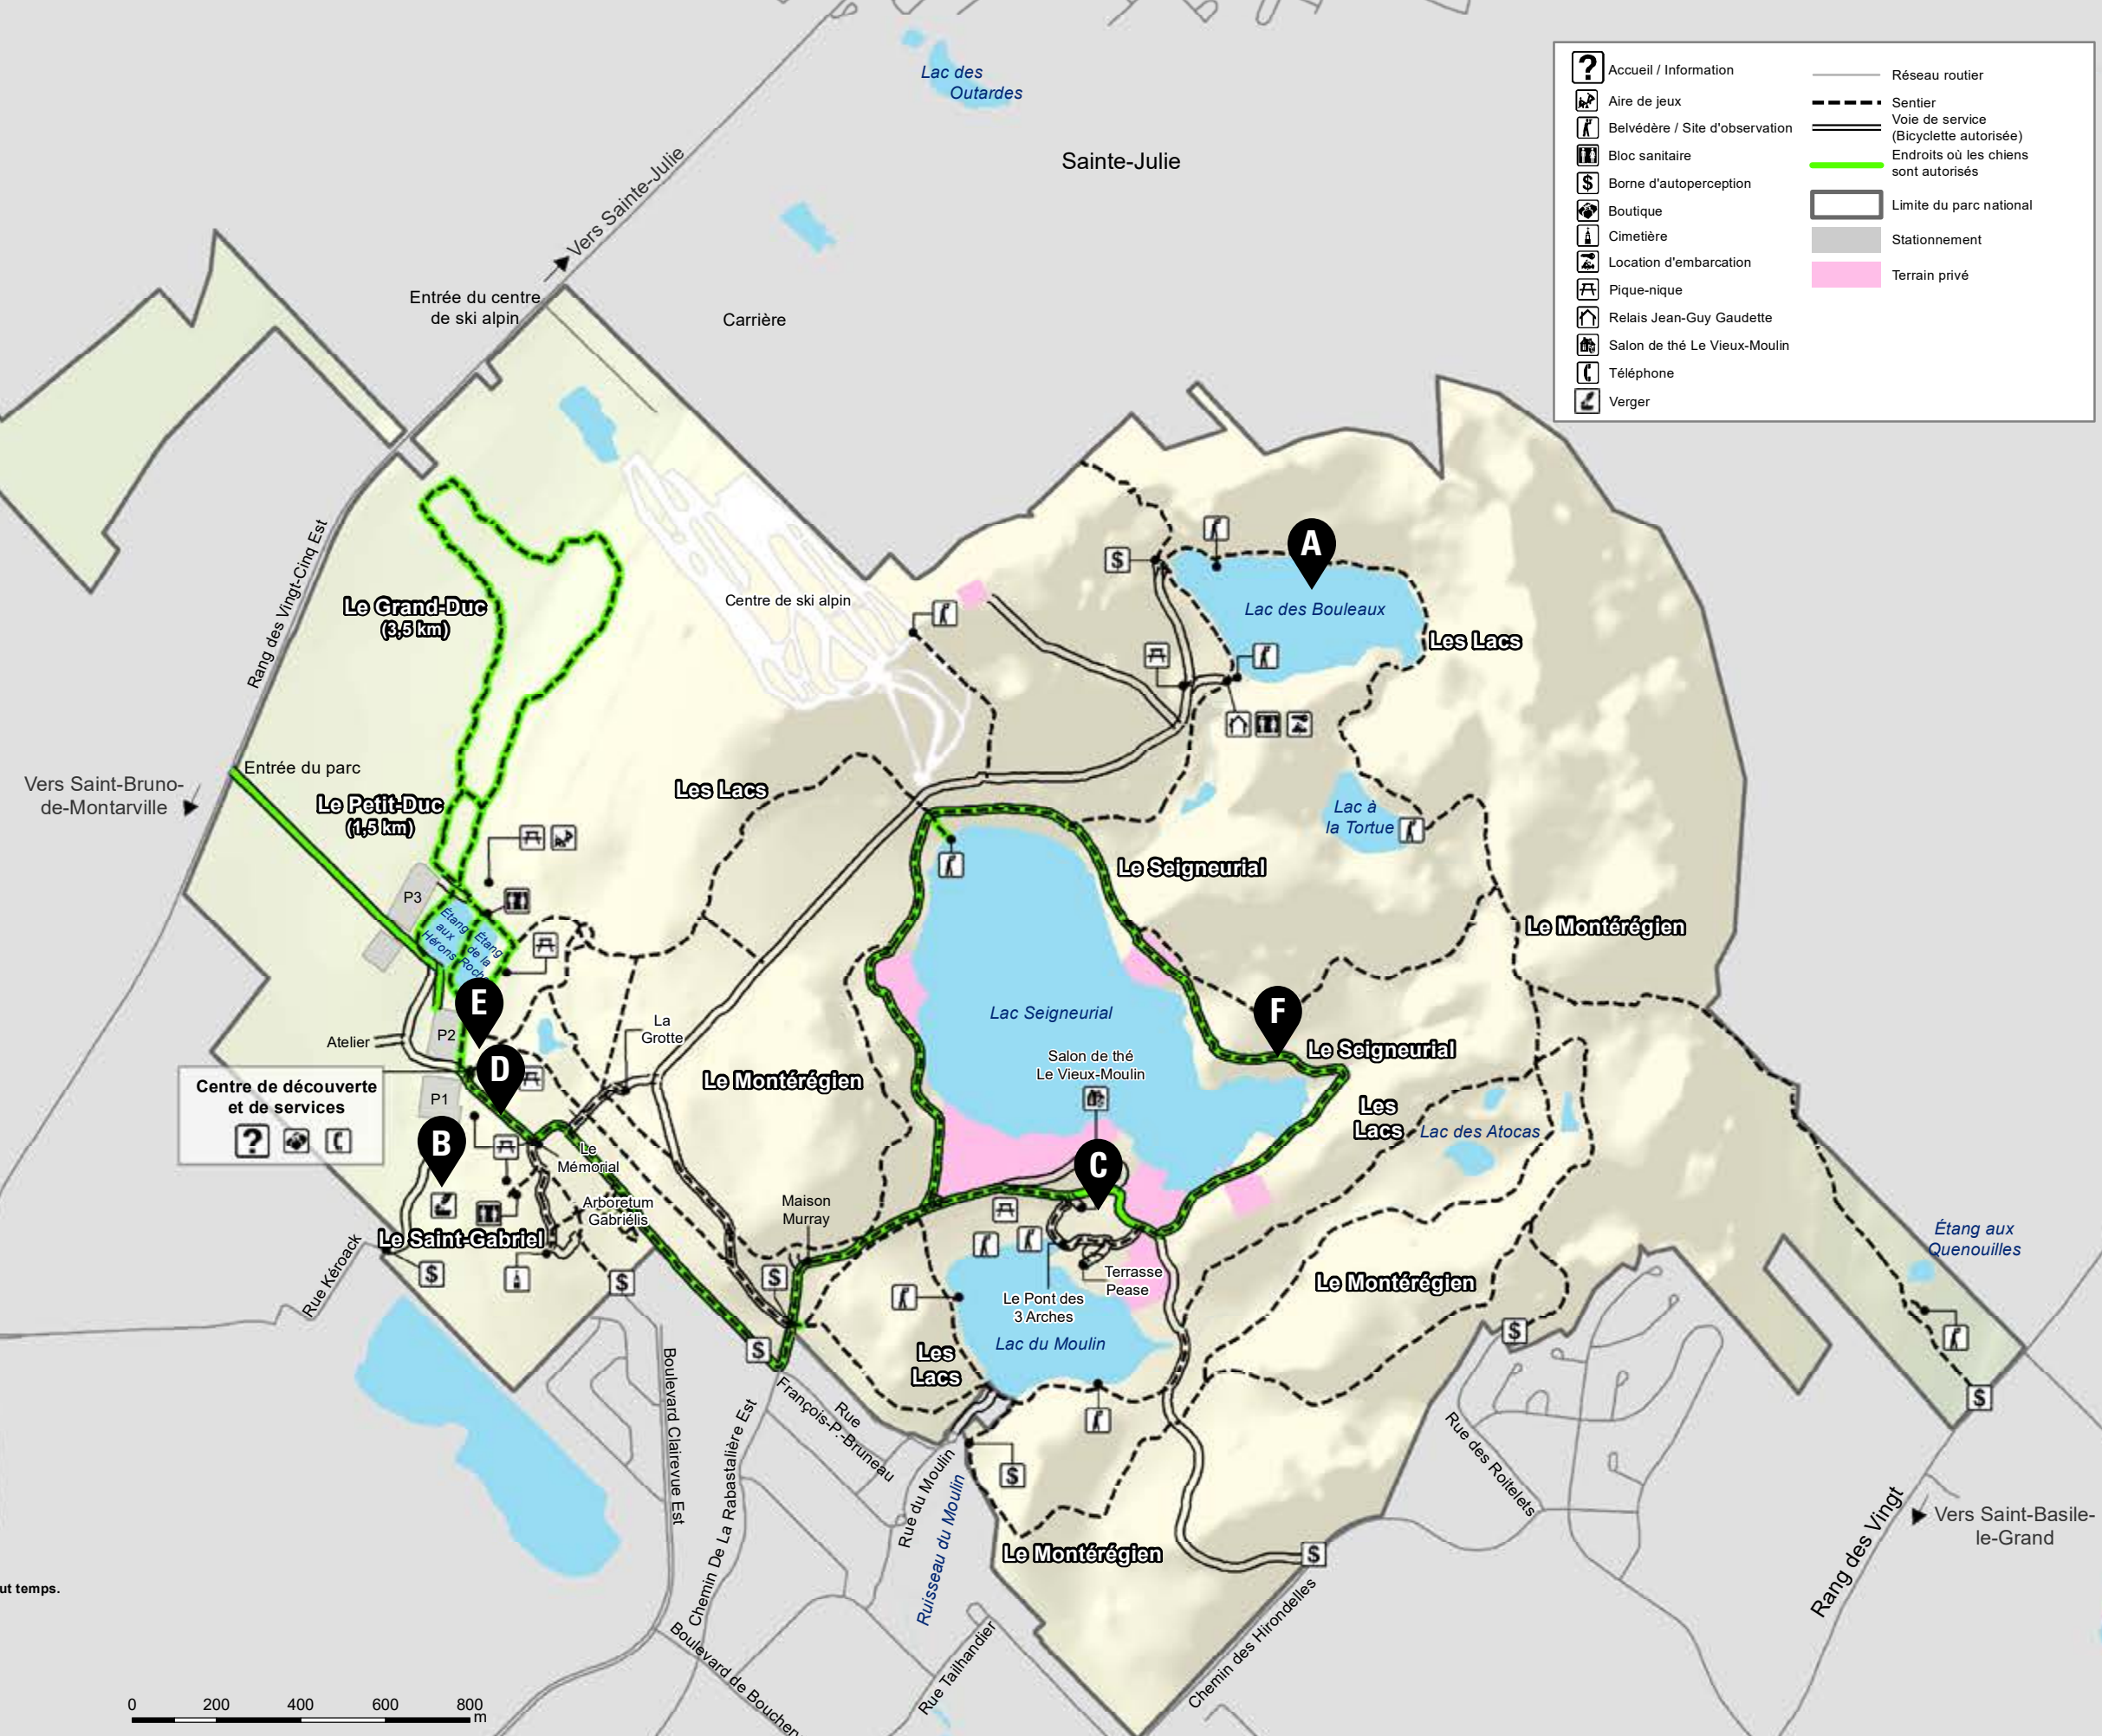 Lac des
Outardes
Sainte-Julie
Vers Sainte-Julie
Entrée du centre
de ski alpin
Carrière
? Accueil / Information
Aire de jeux
Belvédère / Site d'observation
Bloc sanitaire
$ Borne d'autoperception
Boutique
Cimetière
Location d'embarcation
Pique-nique
Relais Jean-Guy Gaudette
Salon de thé Le Vieux-Moulin
Téléphone
Verger
Réseau routier
Sentier
Voie de service
(Bicyclette autorisée)
Endroits où les chiens
sont autorisés
Limite du parc national
Stationnement
Terrain privé
Rang des Vingt-Cinq Est
Le Grand-Duc
(3,5 km)
Centre de ski alpin
$
A
Lac des Bouleaux
Les Lacs
Entrée du parc
Vers Saint-Bruno-
de-Montarville
Le Petit-Duc
(1,5 km)
Les Lacs
Lac à
la Tortue
Le Seigneurial
P3
Étang
aux
Hérons
Étang
de la
Le Montérégien
E
P2
Atelier
La
Grotte
Lac Seigneurial
F
Le Seigneurial
Salon de thé
Le Vieux-Moulin
Centre de découverte
et de services
?
D
P1
B
Le Montérégien
Les
Lacs
Lac des Atocas
C
Le
Mémorial
Arboretum
Gabriélis
Maison
Murray
Le Saint-Gabriel
Rue Kéroack
$
$
$
$
Terrasse
Pease
Le Pont des
3 Arches
Lac du Moulin
Le Montérégien
Étang aux
Quenouilles
Les
Lacs
$
$
Boulevard Clairevue Est
Chemin De La Rabastalière Est
Rue
François-P.-Bruneau
Rue du Moulin
Ruisseau du Moulin
$
Le Montérégien
$
Rue des Roitelets
Rang des Vingt
Vers Saint-Basile-
le-Grand
Chemin des Hirondelles
Rue Tailhandier
Boulevard de Bouchen
ut temps.
0 200 400 600 800
m